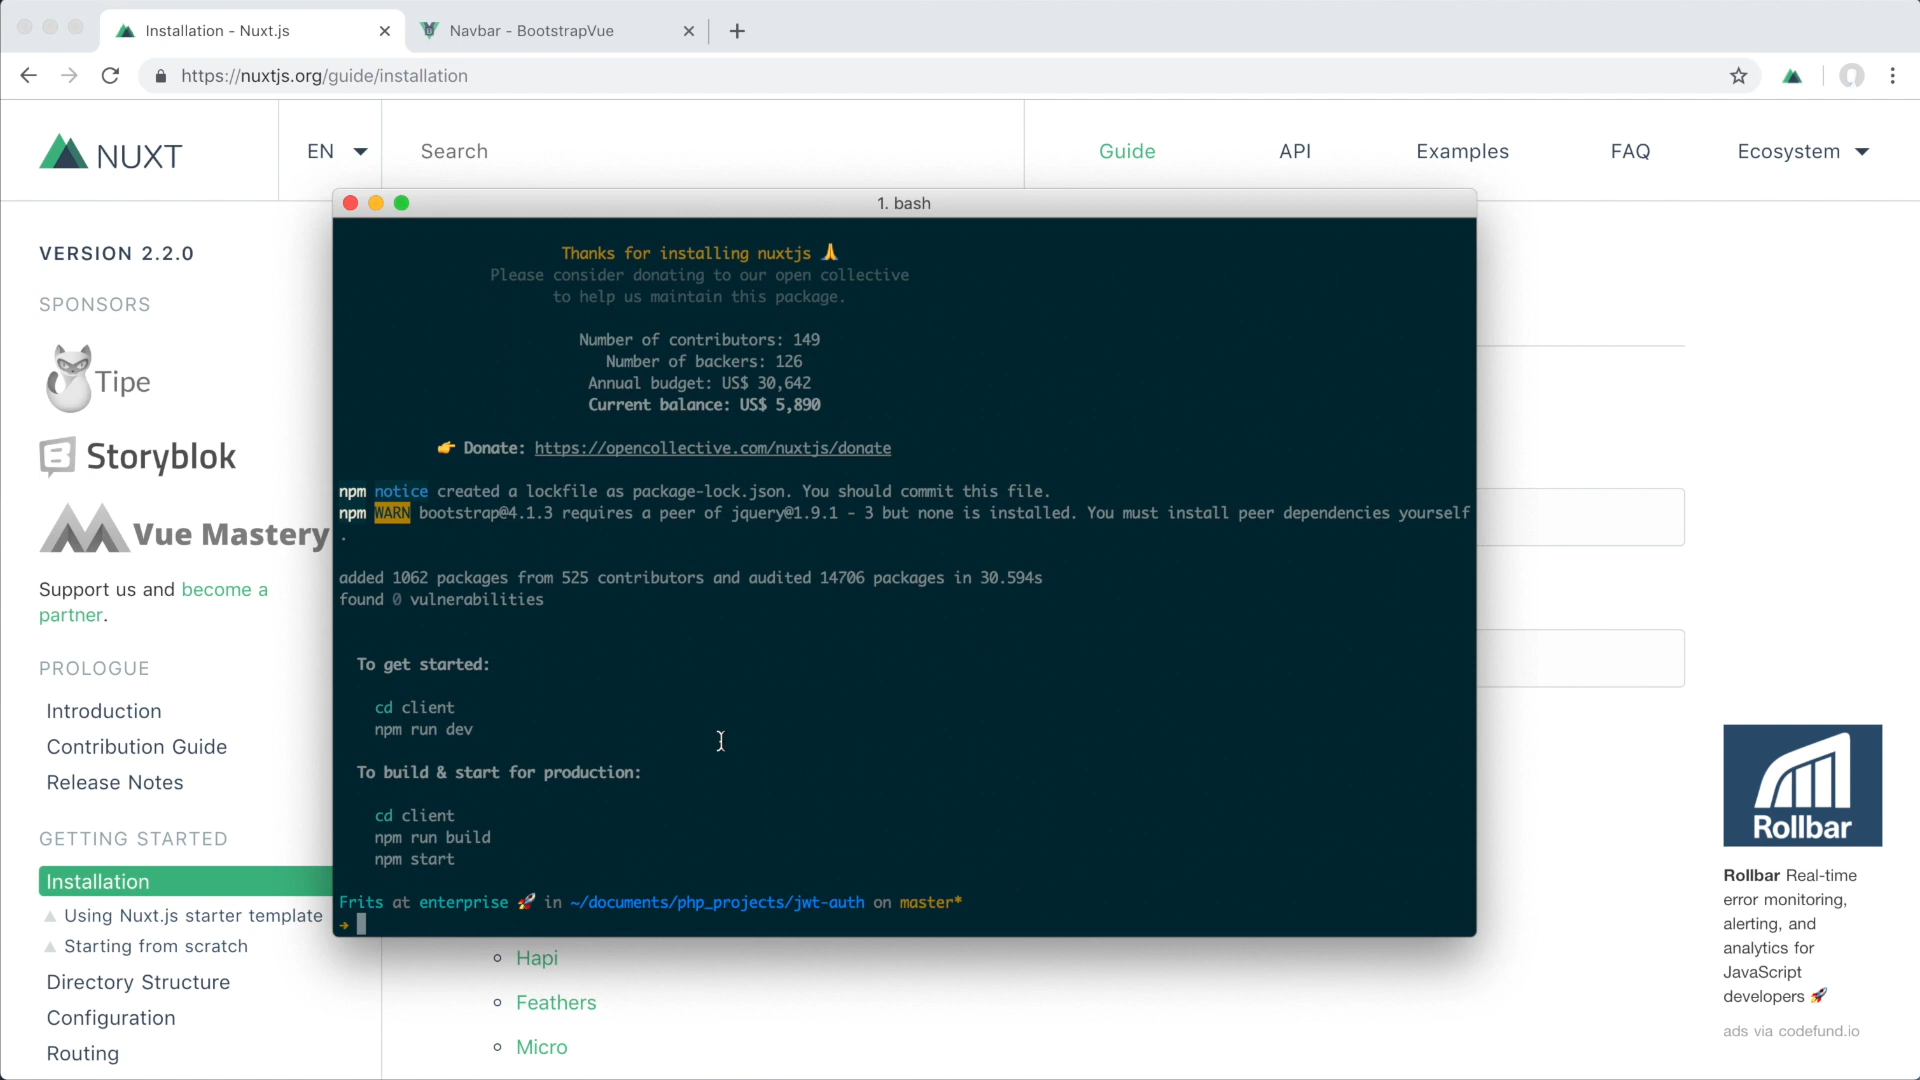 Installation - Nuxt.js
Navbar - BootstrapVue
https://nuxtjs.org/guide/installation
NUXT
EN
Search
Guide
API
Examples
FAQ
Ecosystem
VERSION 2.2.0
SPONSORS
Tipe
Storyblok
Vue Mastery
Support us and become a
partner.
PROLOGUE
Introduction
Contribution Guide
Release Notes
GETTING STARTED
Installation
Using Nuxt.js starter template
Starting from scratch
Directory Structure
Configuration
Routing
1. bash
Thanks for installing nuxtjs 🙏
Please consider donating to our open collective
to help us maintain this package.
Number of contributors: 149
Number of backers: 126
Annual budget: US$ 30,642
Current balance: US$ 5,890
👉 Donate: https://opencollective.com/nuxtjs/donate
npm notice created a lockfile as package-lock.json. You should commit this file.
npm WARN bootstrap@4.1.3 requires a peer of jquery@1.9.1 - 3 but none is installed. You must install peer dependencies yourself
.
added 1062 packages from 525 contributors and audited 14706 packages in 30.594s
found 0 vulnerabilities
To get started:
cd client
npm run dev
To build & start for production:
cd client
npm run build
npm start
Frits at enterprise 🚀 in ~/documents/php_projects/jwt-auth on master*
➜
Hapi
Feathers
Micro
Rollbar
Rollbar Real-time
error monitoring,
alerting, and
analytics for
JavaScript
developers 🚀
ads via codefund.io